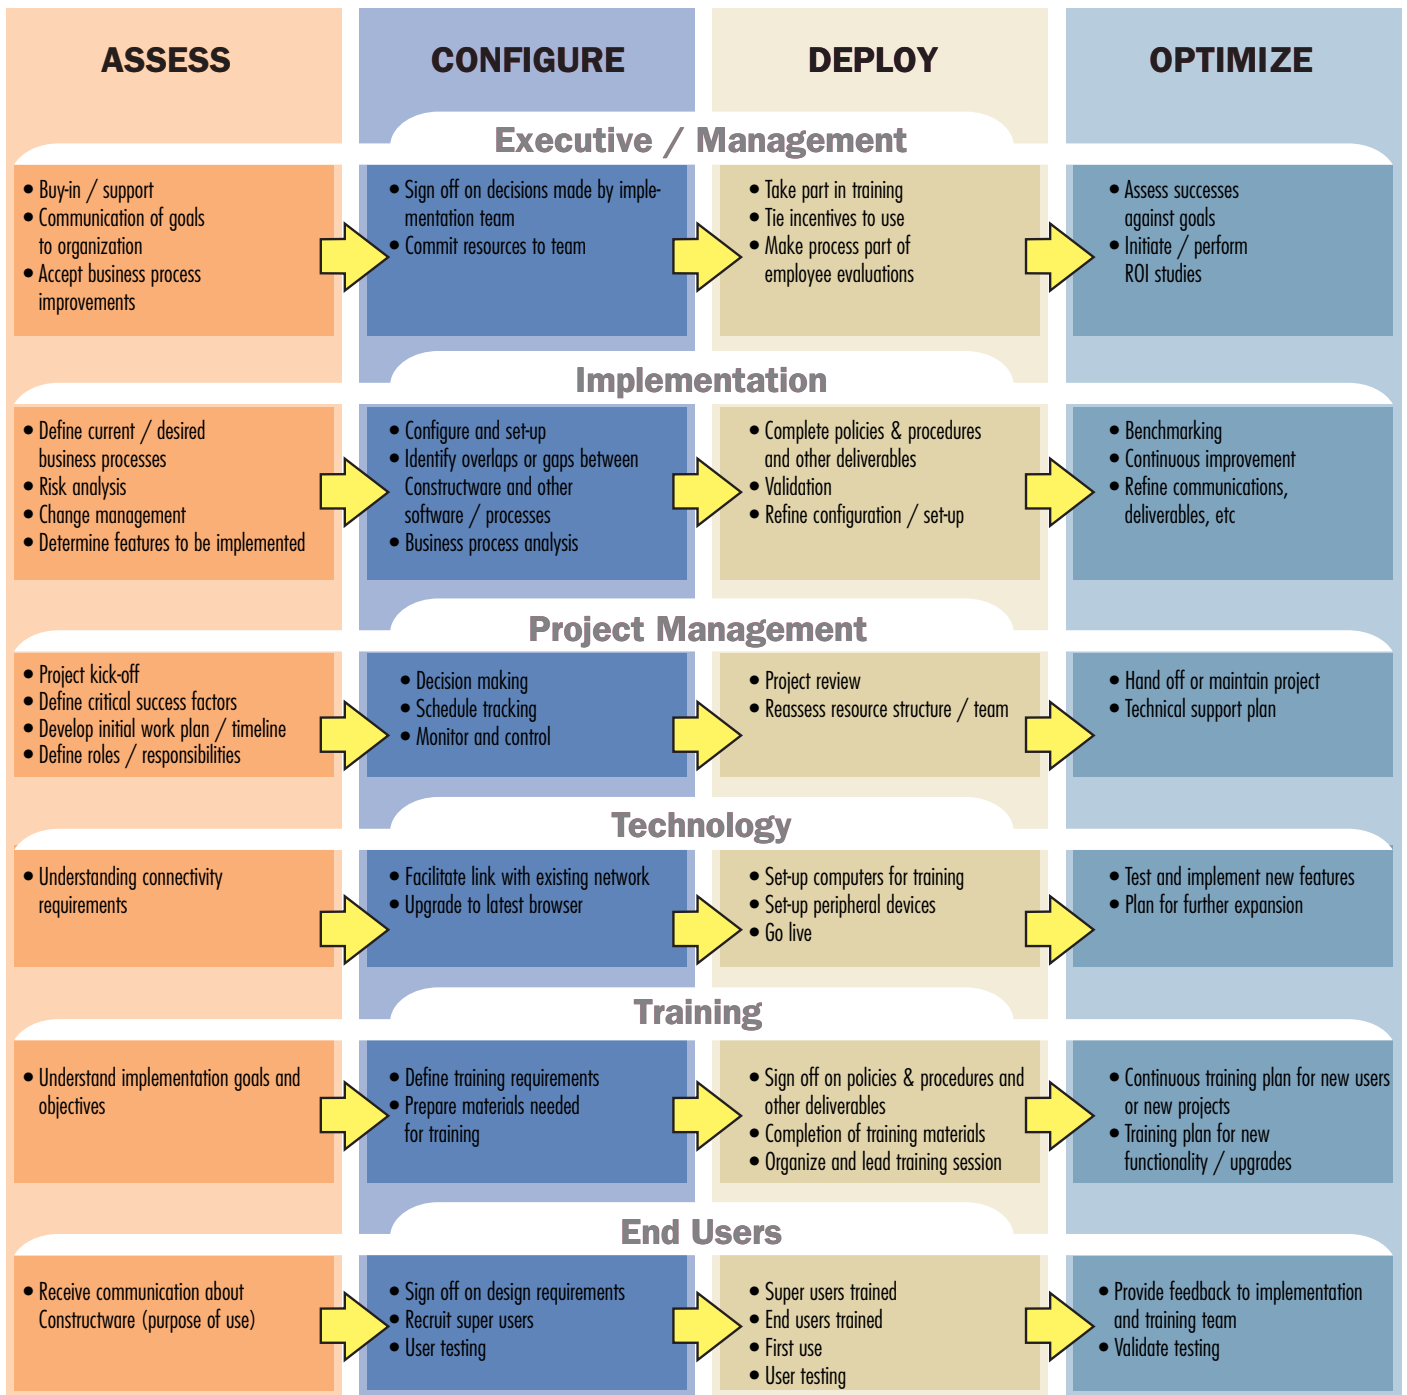 ASSESS
CONFIGURE
DEPLOY
OPTIMIZE
Executive / Management
• Buy-in / support
• Communication of goals
to organization
• Accept business process
improvements
• Sign off on decisions made by imple-
mentation team
• Commit resources to team
• Take part in training
• Tie incentives to use
• Make process part of
employee evaluations
• Assess successes
against goals
• Initiate / perform
ROI studies
Implementation
• Define current / desired
business processes
• Risk analysis
• Change management
• Determine features to be implemented
• Configure and set-up
• Identify overlaps or gaps between
Constructware and other
software / processes
• Business process analysis
• Complete policies & procedures
and other deliverables
• Validation
• Refine configuration / set-up
• Benchmarking
• Continuous improvement
• Refine communications,
deliverables, etc
Project Management
• Project kick-off
• Define critical success factors
• Develop initial work plan / timeline
• Define roles / responsibilities
• Decision making
• Schedule tracking
• Monitor and control
• Project review
• Reassess resource structure / team
• Hand off or maintain project
• Technical support plan
Technology
• Understanding connectivity
requirements
• Facilitate link with existing network
• Upgrade to latest browser
• Set-up computers for training
• Set-up peripheral devices
• Go live
• Test and implement new features
• Plan for further expansion
Training
• Understand implementation goals and
objectives
• Define training requirements
• Prepare materials needed
for training
• Sign off on policies & procedures and
other deliverables
• Completion of training materials
• Organize and lead training session
• Continuous training plan for new users
or new projects
• Training plan for new
functionality / upgrades
End Users
• Receive communication about
Constructware (purpose of use)
• Sign off on design requirements
• Recruit super users
• User testing
• Super users trained
• End users trained
• First use
• User testing
• Provide feedback to implementation
and training team
• Validate testing